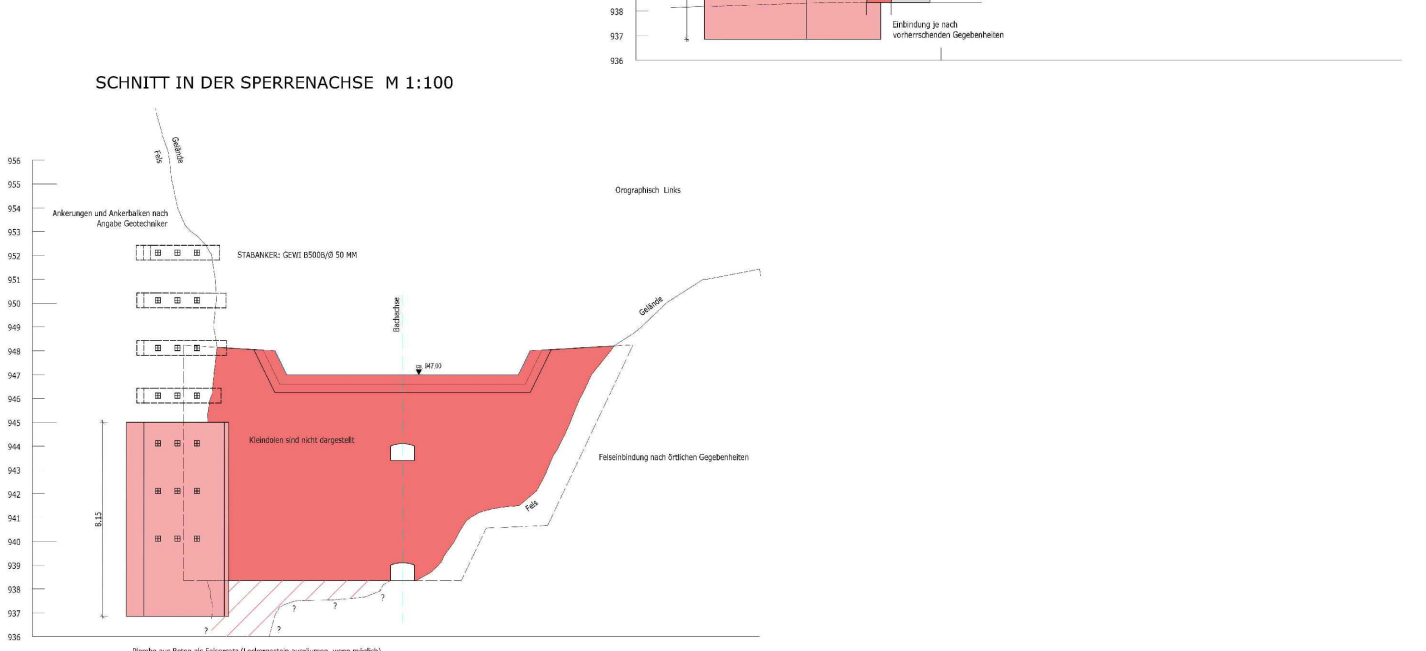 938
937
936
Einbindung je nach
vorherrschenden Gegebenheiten
SCHNITT IN DER SPERRENACHSE M 1:100
Gelände
Fels
956
955
954
953
952
951
950
949
948
947
946
945
944
943
942
941
940
939
938
937
936
Orographisch Links
Ankerungen und Ankerbalken nach
Angabe Geotechniker
STABANKER: GEWI B500B/Ø 50 MM
Bachachse
Gelände
947,00
Kleindolen sind nicht dargestellt
Felseinbindung nach örtlichen Gegebenheiten
Fels
8.15
?
?
?
?
?